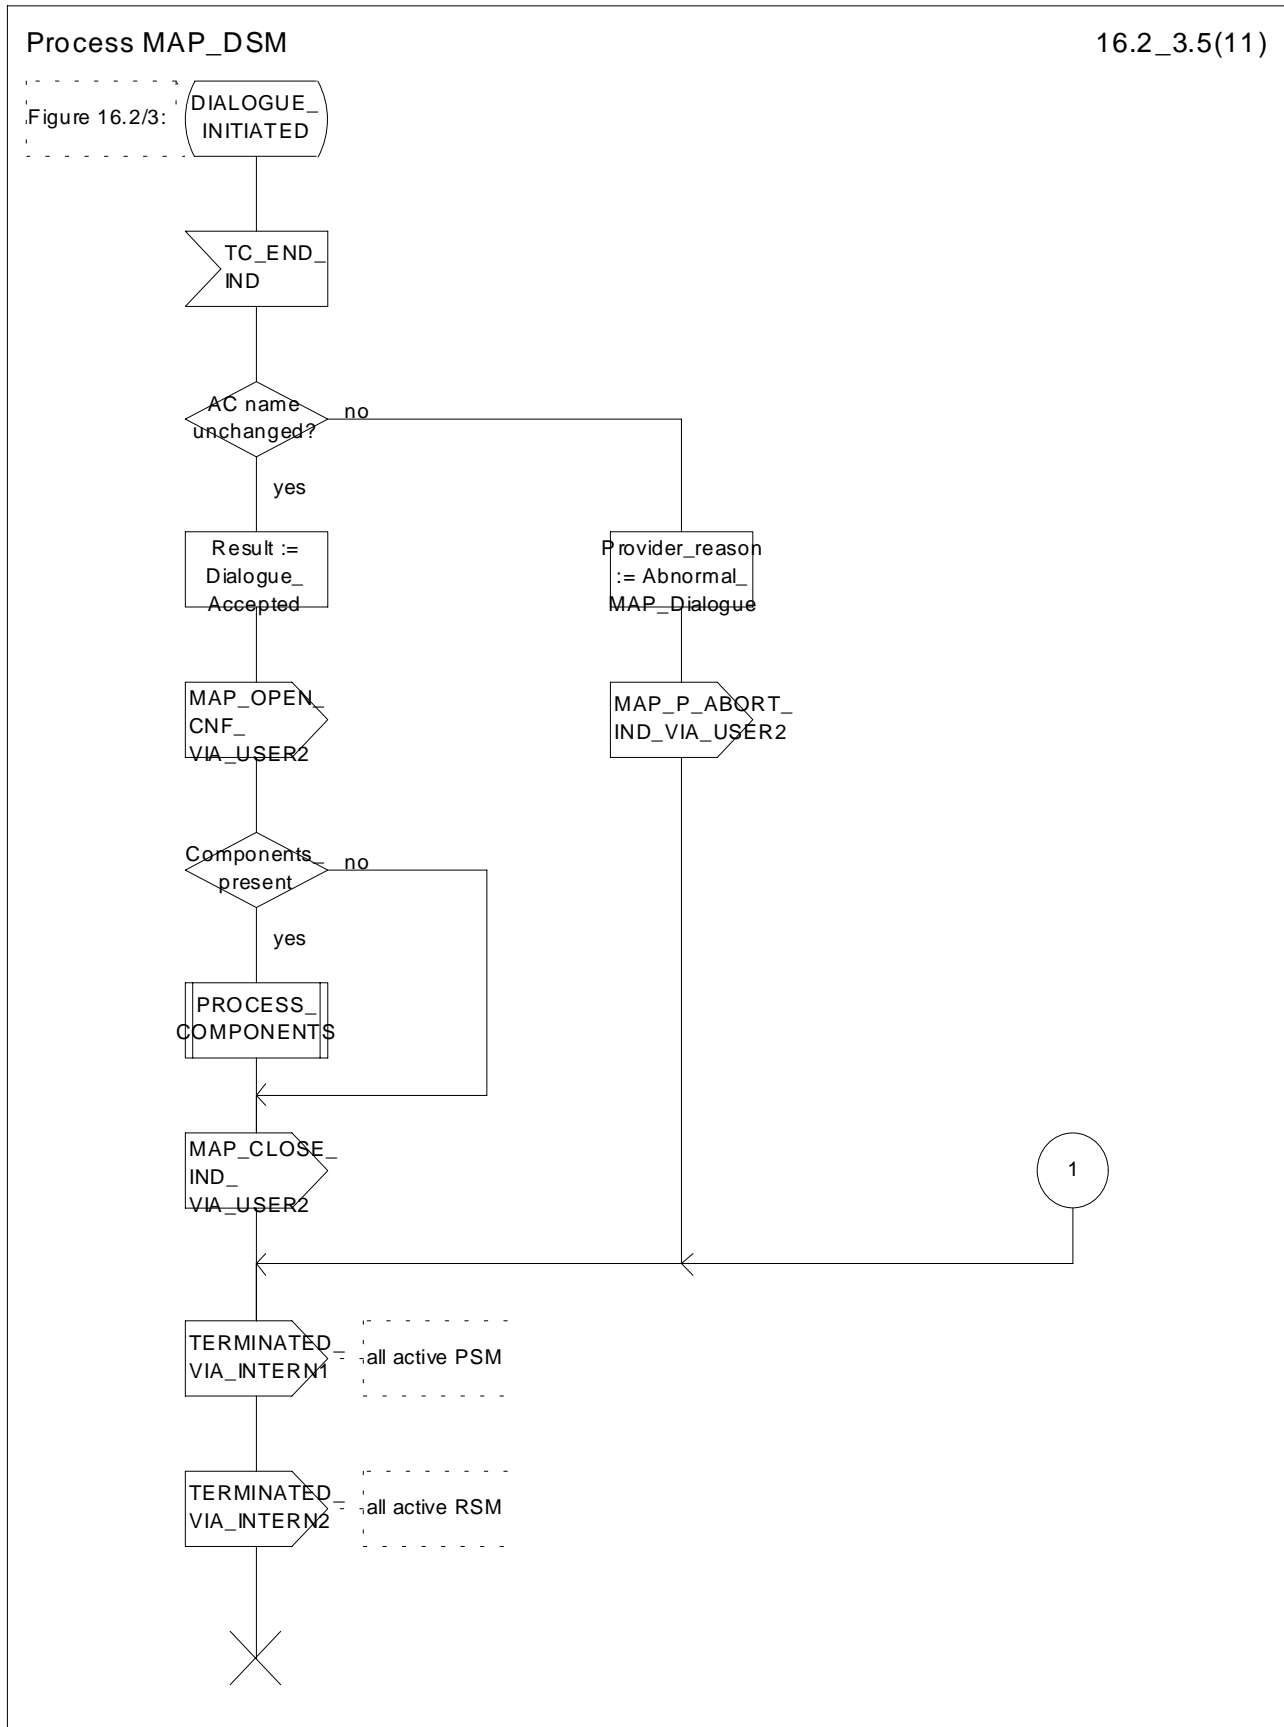 Process MAP_DSM
16.2_3.5(11)
Figure 16.2/3:
DIALOGUE_
INITIATED
TC_END_
IND
AC name
unchanged?
no
yes
Result :=
Dialogue_
Accepted
Provider_reason
:= Abnormal_
MAP_Dialogue
MAP_OPEN_
CNF_
VIA_USER2
MAP_P_ABORT_
IND_VIA_USER2
Components_
present
no
yes
PROCESS_
COMPONENTS
MAP_CLOSE_
IND_
VIA_USER2
1
TERMINATED_
VIA_INTERN1
all active PSM
TERMINATED_
VIA_INTERN2
all active RSM